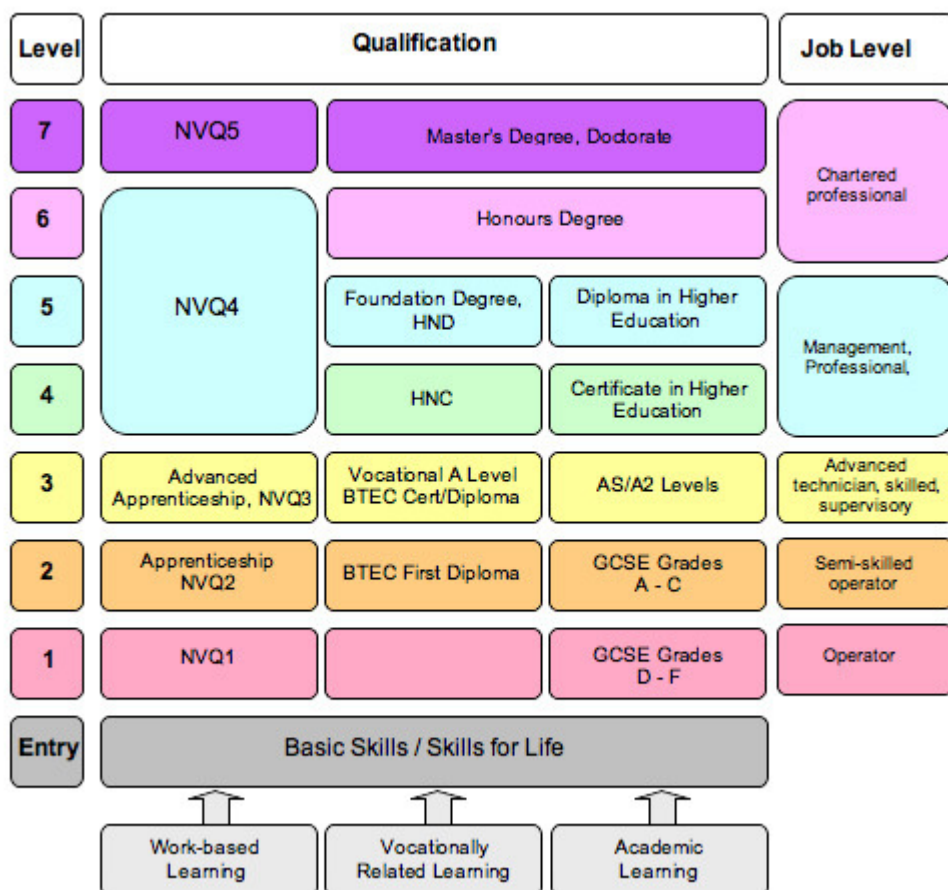 Level
Qualification
Job Level
7
NVQ5
Master's Degree, Doctorate
Chartered
professional
6
NVQ4
Honours Degree
5
Foundation Degree,
HND
Diploma in Higher
Education
Management,
Professional,
4
HNC
Certificate in Higher
Education
3
Advanced
Apprenticeship, NVQ3
Vocational A Level
BTEC Cert/Diploma
AS/A2 Levels
Advanced
technician, skilled,
supervisory
2
Apprenticeship
NVQ2
BTEC First Diploma
GCSE Grades
A - C
Semi-skilled
operator
1
NVQ1
GCSE Grades
D - F
Operator
Entry
Basic Skills / Skills for Life
Work-based
Learning
Vocationally
Related Learning
Academic
Learning